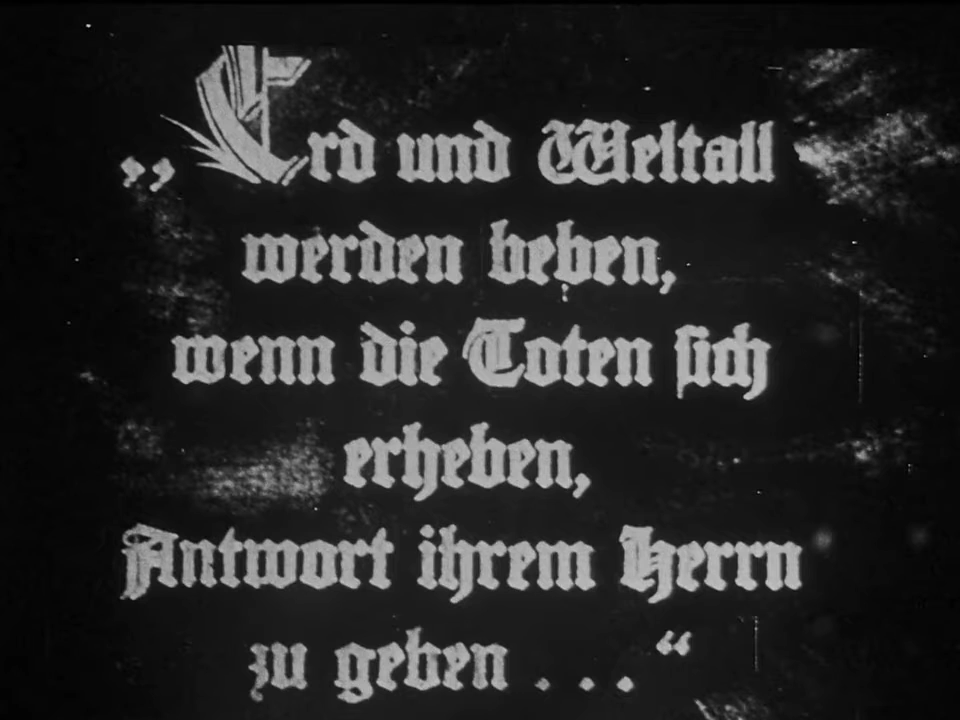 „Erd und Weltall
werden beben,
wenn die Toten sich
erheben,
Antwort ihrem Herrn
zu geben . . .“